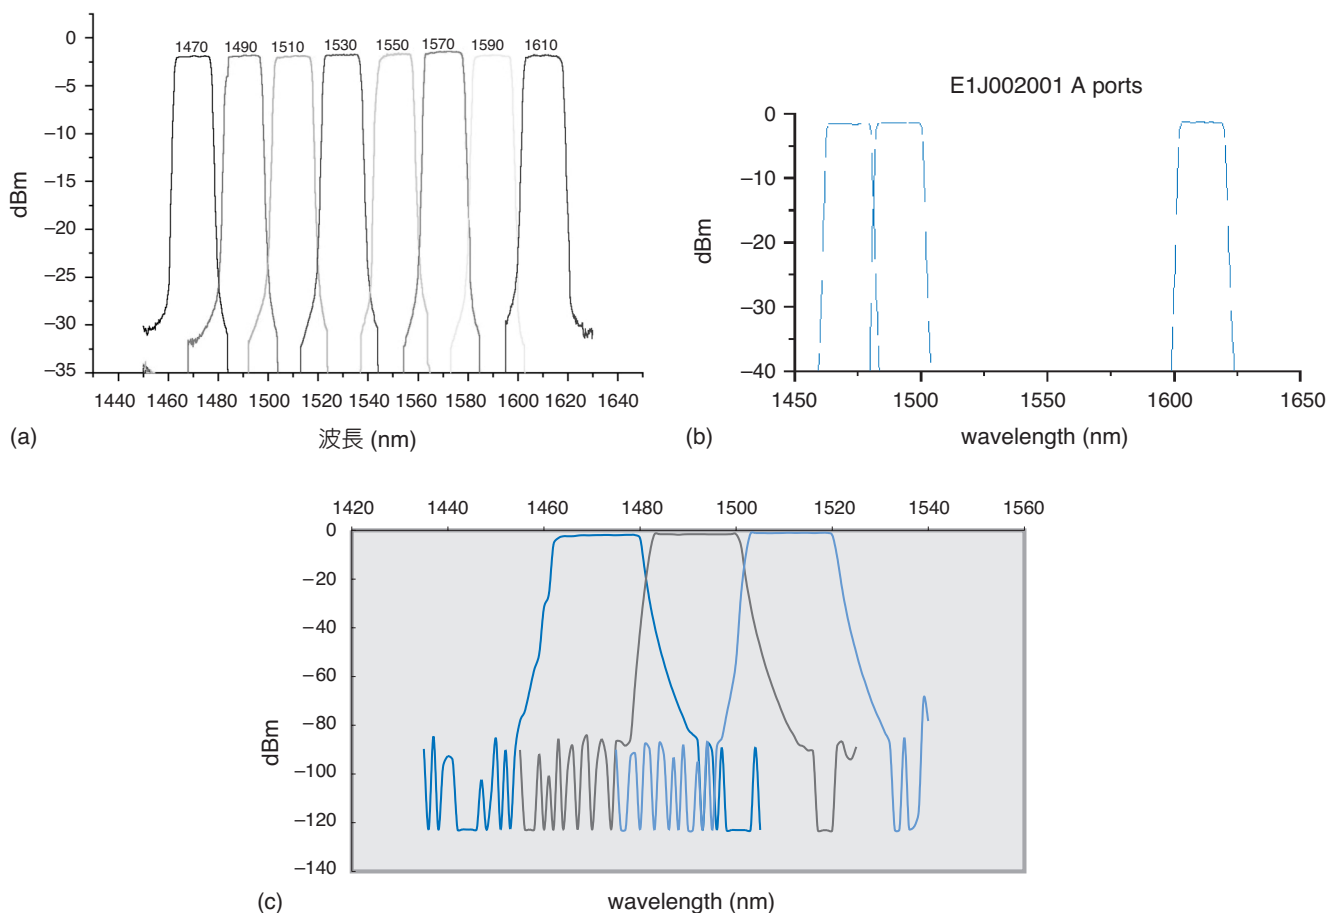 0
−5
−10
−15
−20
−25
−30
−35
dBm
1470 1490 1510 1530 1550 1570 1590 1610
1440 1460 1480 1500 1520 1540 1560 1580 1600 1620 1640
(a)
波長 (nm)
E1J002001 A ports
0
−10
−20
−30
−40
dBm
1450 1500 1550 1600 1650
(b)
wavelength (nm)
1420 1440 1460 1480 1500 1520 1540 1560
0
−20
−40
−60
−80
−100
−120
−140
dBm
(c)
wavelength (nm)